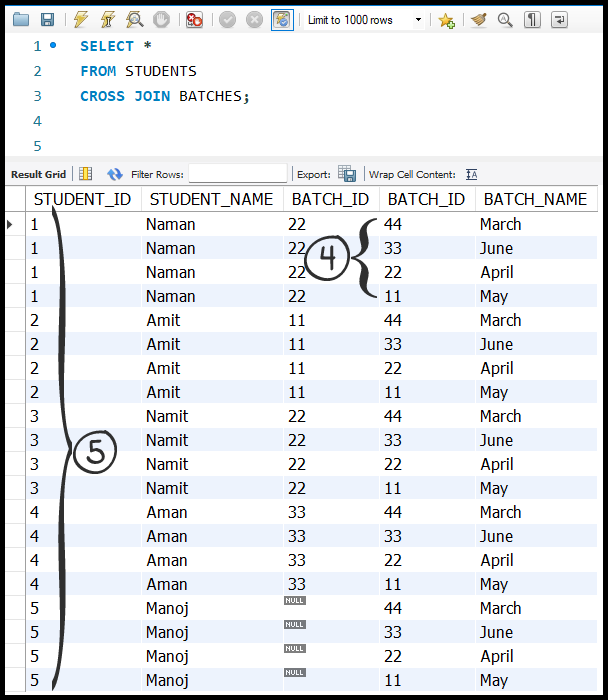 Limit to 1000 rows
1 SELECT *
2 FROM STUDENTS
3 CROSS JOIN BATCHES;
4
5
Result Grid Filter Rows: Export: Wrap Cell Content: IA
STUDENT_ID STUDENT_NAME BATCH_ID BATCH_ID BATCH_NAME
1 Naman 22 44 March
1 Naman 22 33 June
4
1 Naman 22 22 April
1 Naman 22 11 May
2 Amit 11 44 March
2 Amit 11 33 June
2 Amit 11 22 April
2 Amit 11 11 May
3 Namit 22 44 March
3 Namit 22 33 June
5
3 Namit 22 22 April
3 Namit 22 11 May
4 Aman 33 44 March
4 Aman 33 33 June
4 Aman 33 22 April
4 Aman 33 11 May
5 Manoj NULL 44 March
5 Manoj NULL 33 June
5 Manoj NULL 22 April
5 Manoj NULL 11 May